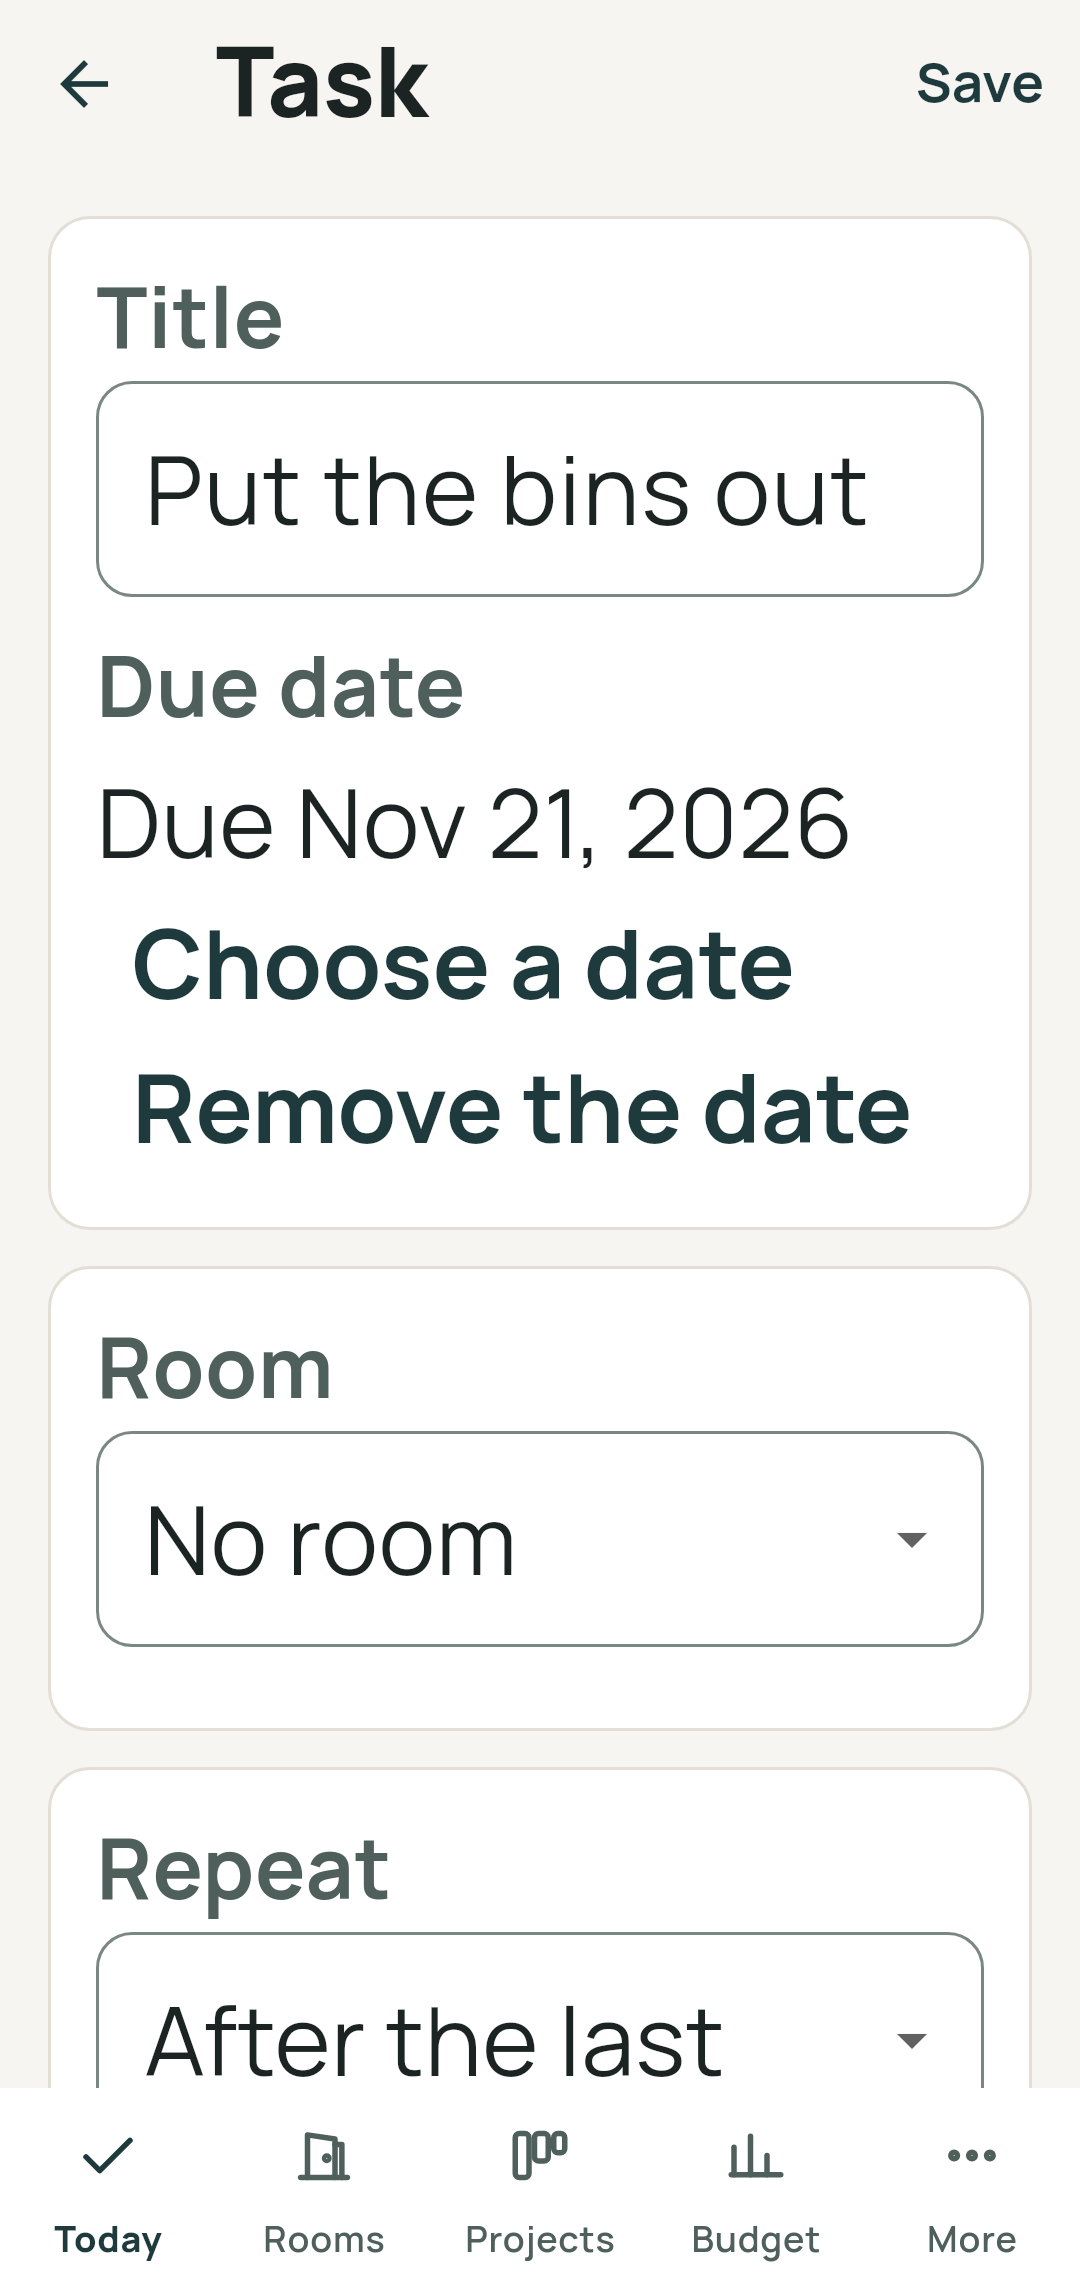 Task
Save
Title
Put the bins out
Due date
Due Nov 21, 2026
Choose a date
Remove the date
Room
No room
Repeat
After the last
Today
Rooms
Projects
Budget
More